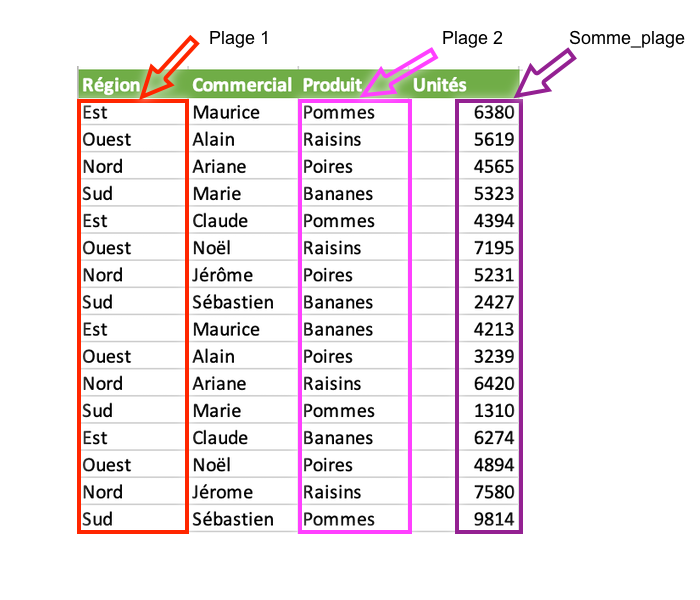 Plage 1 Plage 2 Somme_plage
Région Commercial Produit Unités
Est Maurice Pommes 6380
Ouest Alain Raisins 5619
Nord Ariane Poires 4565
Sud Marie Bananes 5323
Est Claude Pommes 4394
Ouest Noël Raisins 7195
Nord Jérôme Poires 5231
Sud Sébastien Bananes 2427
Est Maurice Bananes 4213
Ouest Alain Poires 3239
Nord Ariane Raisins 6420
Sud Marie Pommes 1310
Est Claude Bananes 6274
Ouest Noël Poires 4894
Nord Jérome Raisins 7580
Sud Sébastien Pommes 9814